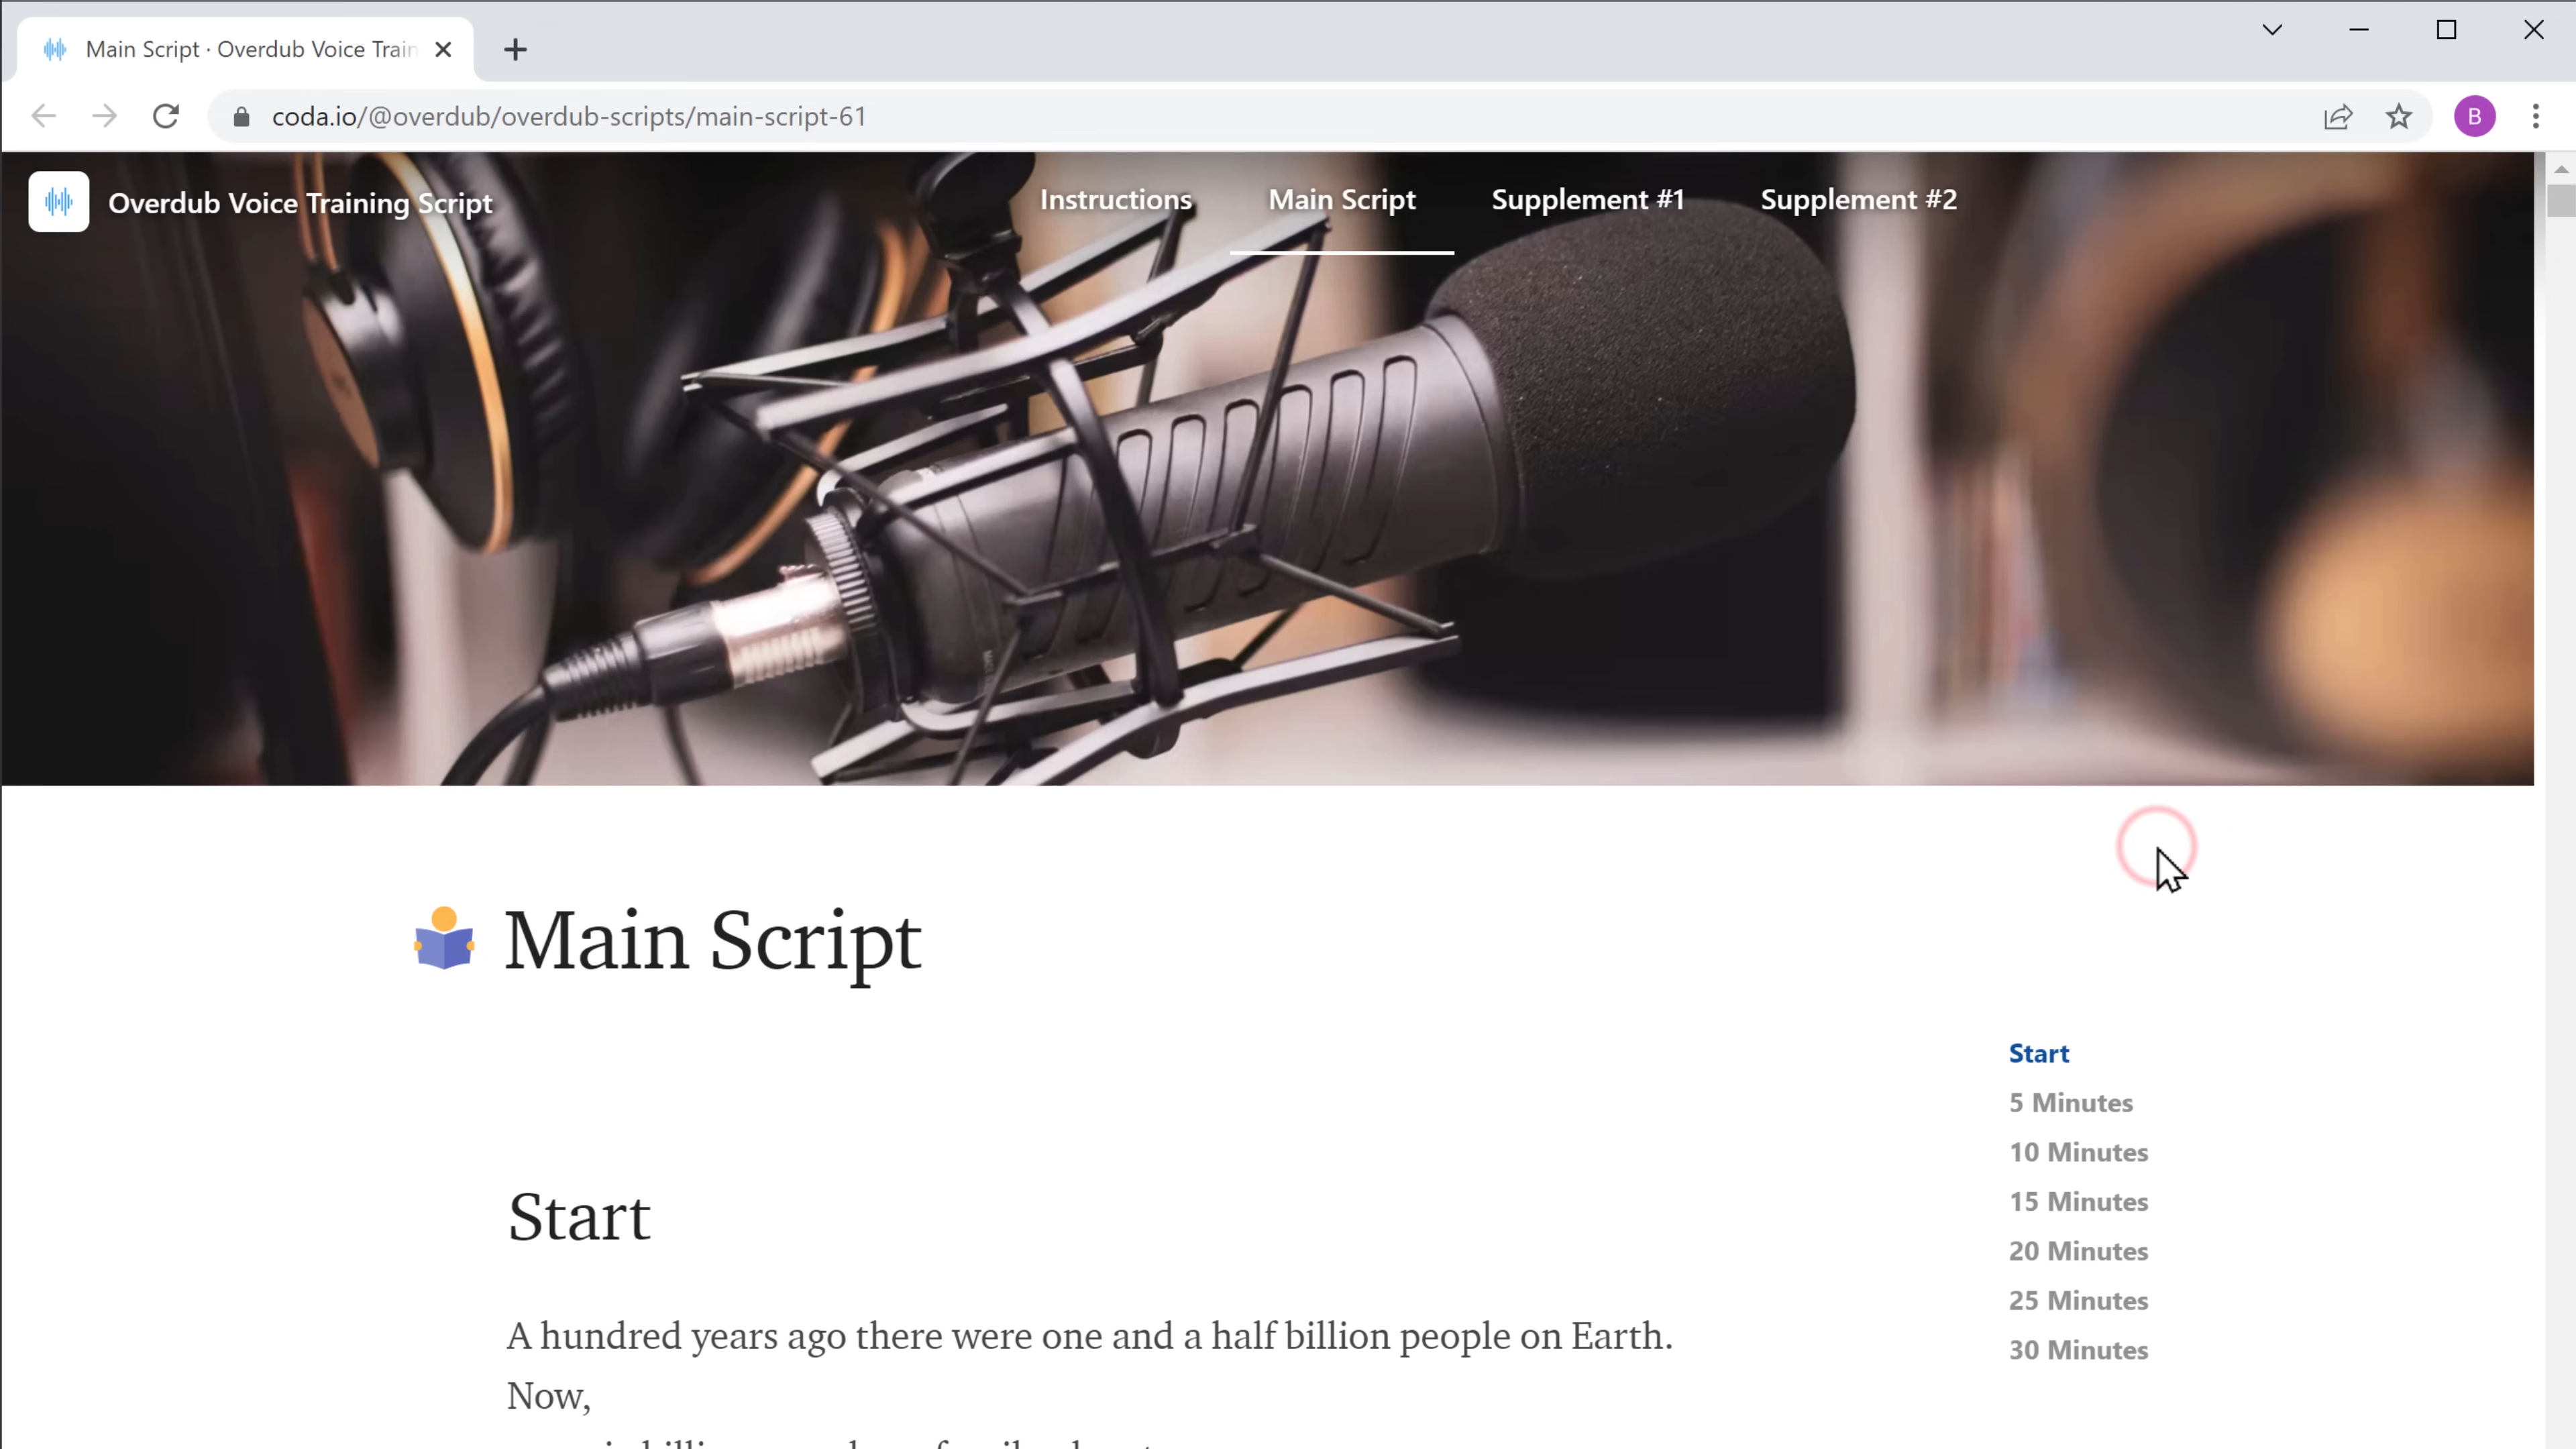 Main Script · Overdub Voice Train
coda.io/@overdub/overdub-scripts/main-script-61
B
Overdub Voice Training Script
Instructions
Main Script
Supplement #1
Supplement #2
Main Script
Start
A hundred years ago there were one and a half billion people on Earth.
Now,
Start
5 Minutes
10 Minutes
15 Minutes
20 Minutes
25 Minutes
30 Minutes